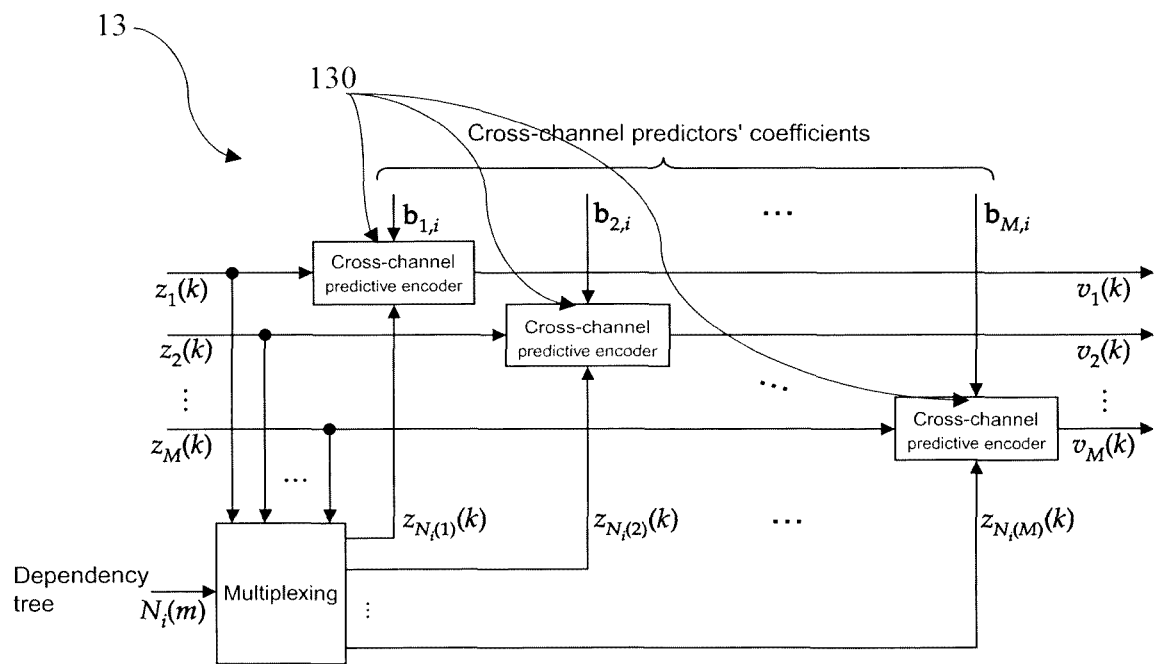 13
130
Cross-channel predictors' coefficients
b1,i
b2,i
...
bM,i
Cross-channel
predictive encoder
z1(k)
v1(k)
Cross-channel
predictive encoder
z2(k)
v2(k)
⋮
...
⋮
Cross-channel
predictive encoder
zM(k)
vM(k)
...
zNi(1)(k)
zNi(2)(k)
...
zNi(M)(k)
Dependency
tree
Ni(m)
Multiplexing
⋮